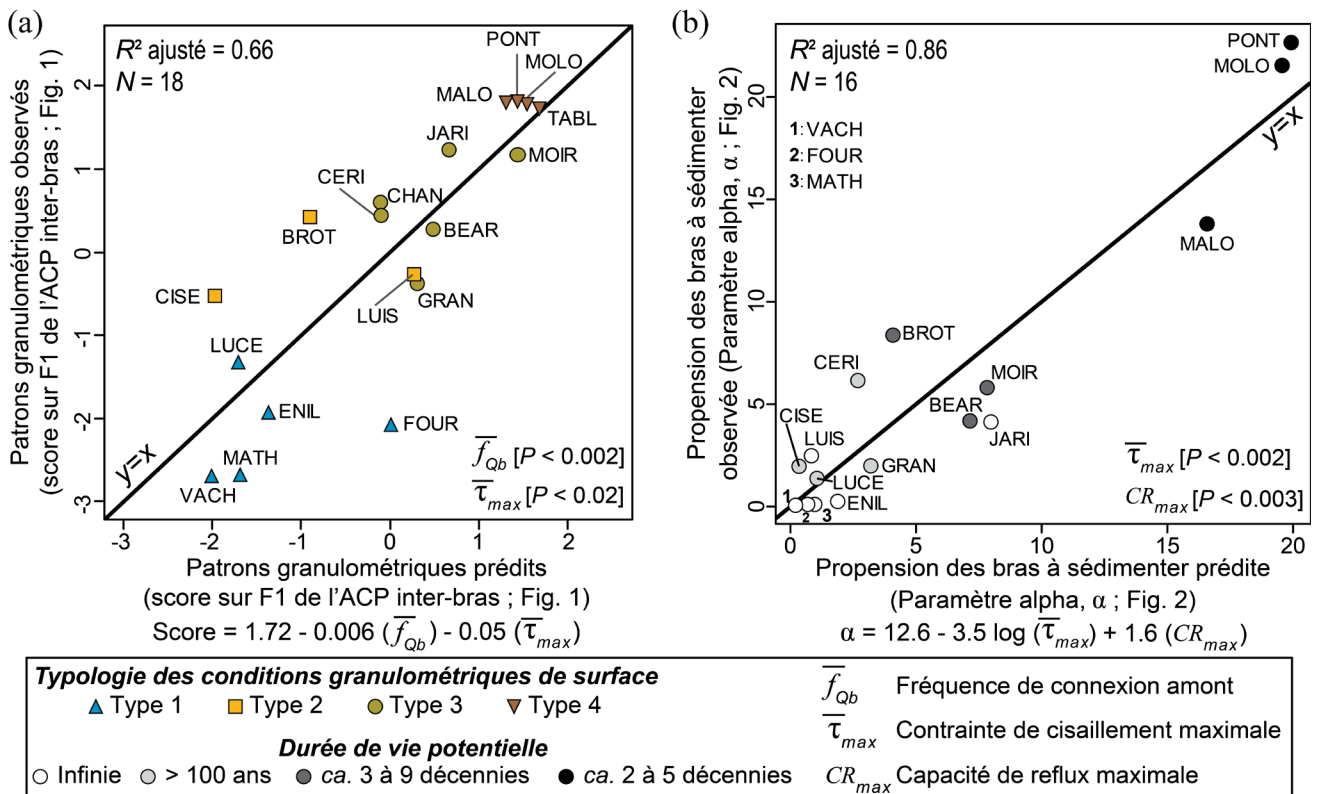 (a)
R² ajusté = 0.66
N = 18
PONT
MOLO
MALO
TABL
JARI
MOIR
CERI
CHAN
BROT
BEAR
CISE
LUIS
GRAN
LUCE
ENIL
FOUR
MATH
VACH
y=x
f̅Qb [P < 0.002]
τ̅max [P < 0.02]
2
1
0
1
-2
-3
-3
-2
-1
0
1
2
Patrons granulométriques observés
(score sur F1 de l’ACP inter-bras ; Fig. 1)
Patrons granulométriques prédits
(score sur F1 de l’ACP inter-bras ; Fig. 1)
Score = 1.72 - 0.006 (f̅Qb) - 0.05 (τ̅max)
(b)
R² ajusté = 0.86
N = 16
1: VACH
2: FOUR
3: MATH
PONT
MOLO
y=x
MALO
BROT
CERI
MOIR
BEAR
JARI
CISE
LUIS
GRAN
LUCE
ENIL
1
2
3
τ̅max [P < 0.002]
CRmax [P < 0.003]
20
15
10
5
0
0
5
10
15
20
Propension des bras à sédimenter
observée (Paramètre alpha, α ; Fig. 2)
Propension des bras à sédimenter prédite
(Paramètre alpha, α ; Fig. 2)
α = 12.6 - 3.5 log (τ̅max) + 1.6 (CRmax)
Typologie des conditions granulométriques de surface
Type 1 Type 2 Type 3 Type 4
Durée de vie potentielle
Infinie > 100 ans ca. 3 à 9 décennies ca. 2 à 5 décennies
f̅Qb Fréquence de connexion amont
τ̅max Contrainte de cisaillement maximale
CRmax Capacité de reflux maximale